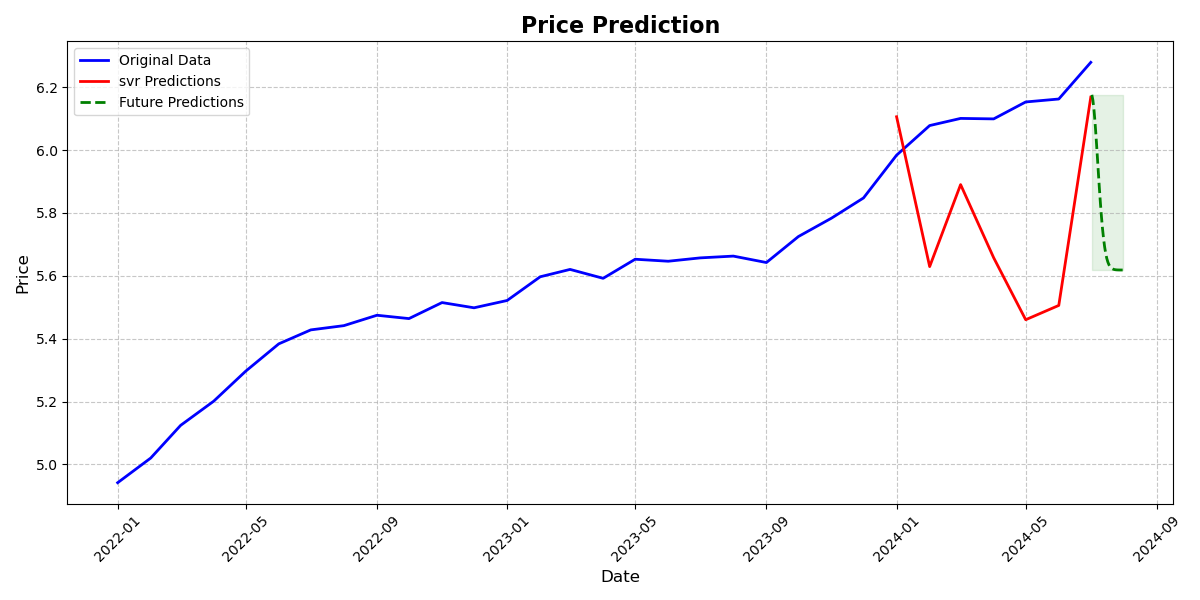 Price Prediction
Original Data
svr Predictions
Future Predictions
Price
6.2
6.0
5.8
5.6
5.4
5.2
5.0
2022-01
2022-05
2022-09
2023-01
2023-05
2023-09
2024-01
2024-05
2024-09
Date